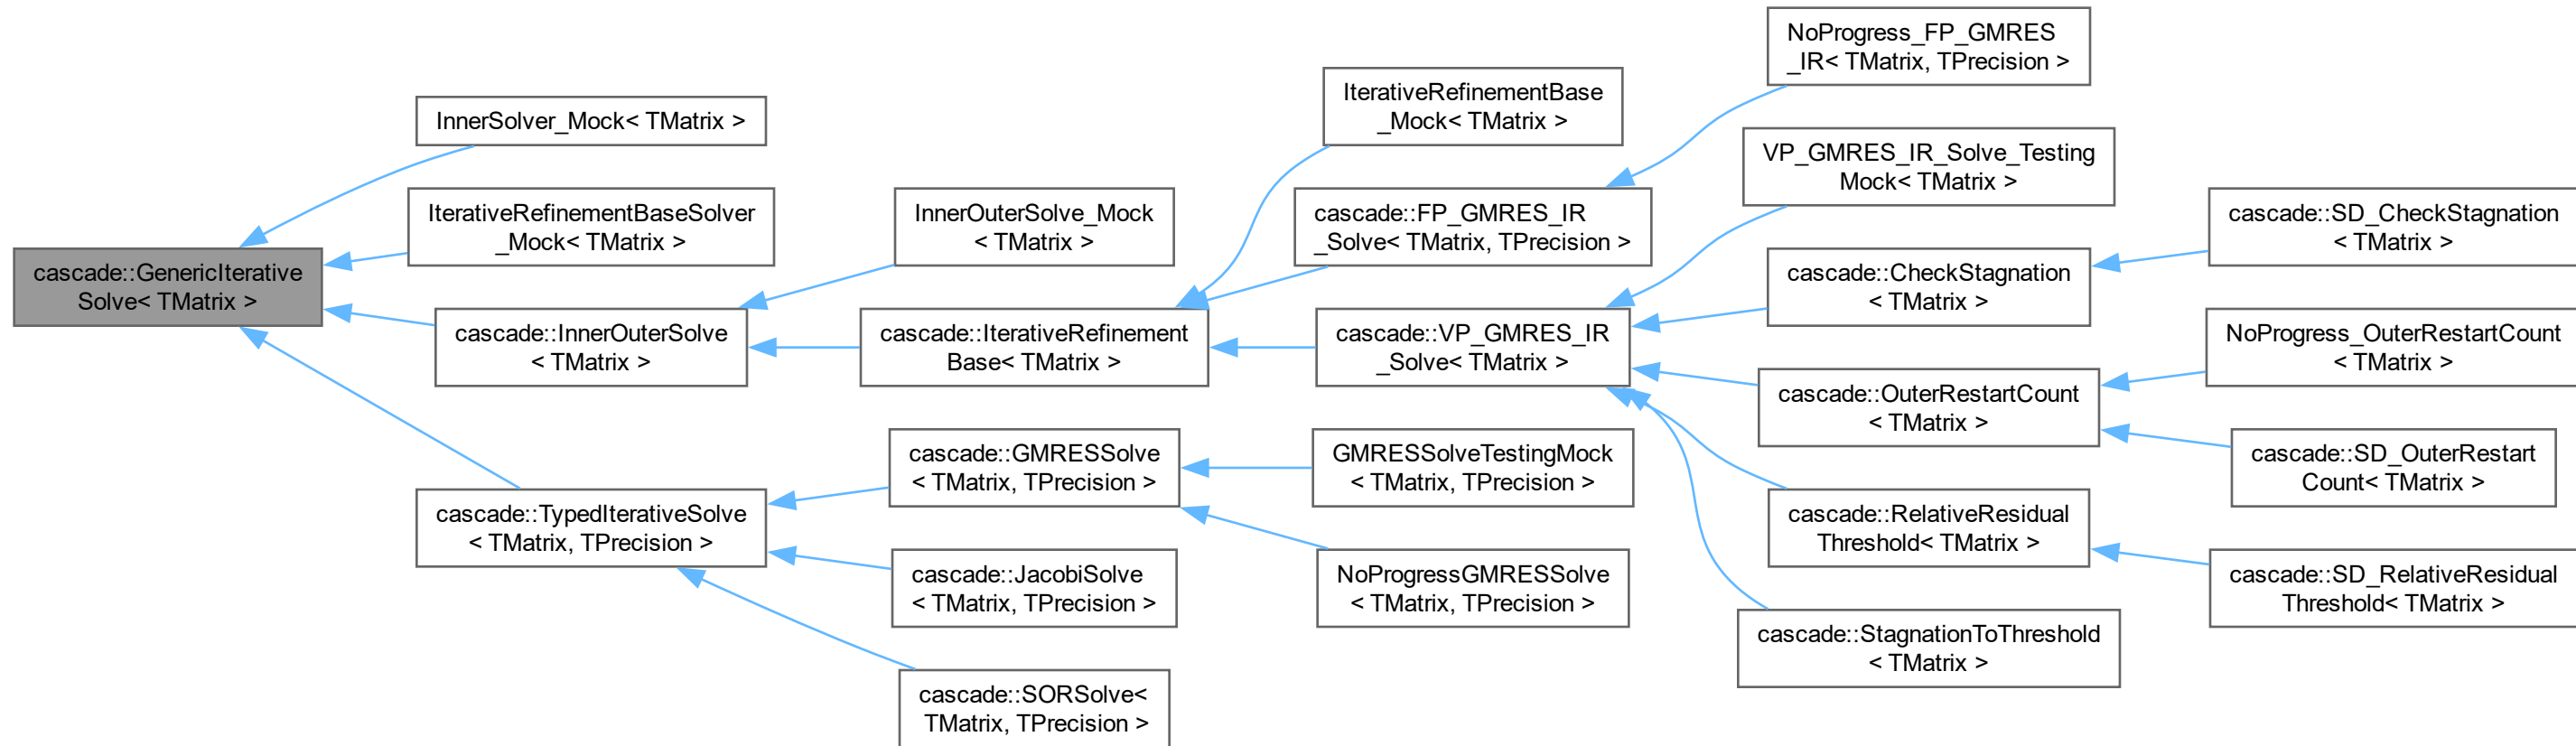 cascade::GenericIterative
Solve< TMatrix >
InnerSolver_Mock< TMatrix >
IterativeRefinementBaseSolver
_Mock< TMatrix >
cascade::InnerOuterSolve
< TMatrix >
cascade::TypedIterativeSolve
< TMatrix, TPrecision >
InnerOuterSolve_Mock
< TMatrix >
cascade::IterativeRefinement
Base< TMatrix >
cascade::GMRESSolve
< TMatrix, TPrecision >
cascade::JacobiSolve
< TMatrix, TPrecision >
cascade::SORSolve<
TMatrix, TPrecision >
IterativeRefinementBase
_Mock< TMatrix >
cascade::FP_GMRES_IR
_Solve< TMatrix, TPrecision >
cascade::VP_GMRES_IR
_Solve< TMatrix >
GMRESSolveTestingMock
< TMatrix, TPrecision >
NoProgressGMRESSolve
< TMatrix, TPrecision >
NoProgress_FP_GMRES
_IR< TMatrix, TPrecision >
VP_GMRES_IR_Solve_Testing
Mock< TMatrix >
cascade::CheckStagnation
< TMatrix >
cascade::OuterRestartCount
< TMatrix >
cascade::RelativeResidual
Threshold< TMatrix >
cascade::StagnationToThreshold
< TMatrix >
cascade::SD_CheckStagnation
< TMatrix >
NoProgress_OuterRestartCount
< TMatrix >
cascade::SD_OuterRestart
Count< TMatrix >
cascade::SD_RelativeResidual
Threshold< TMatrix >